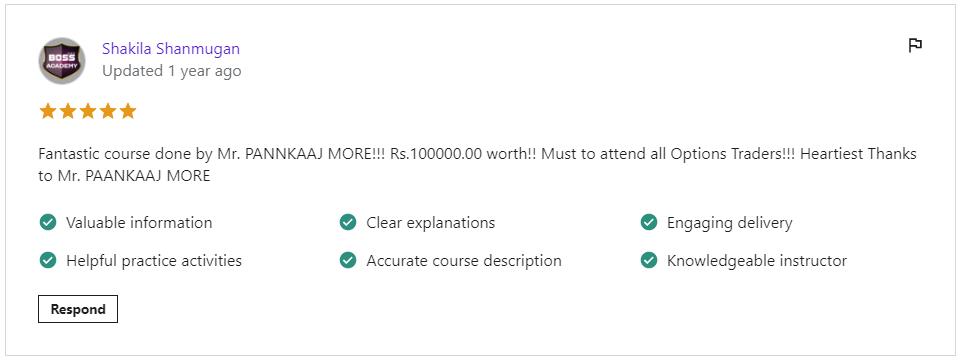 BOSS
ACADEMY
Shakila Shanmugan
Updated 1 year ago
Fantastic course done by Mr. PANNKAAJ MORE!!! Rs.100000.00 worth!! Must to attend all Options Traders!!! Heartiest Thanks
to Mr. PAANKAAJ MORE
Valuable information
Clear explanations
Engaging delivery
Helpful practice activities
Accurate course description
Knowledgeable instructor
Respond